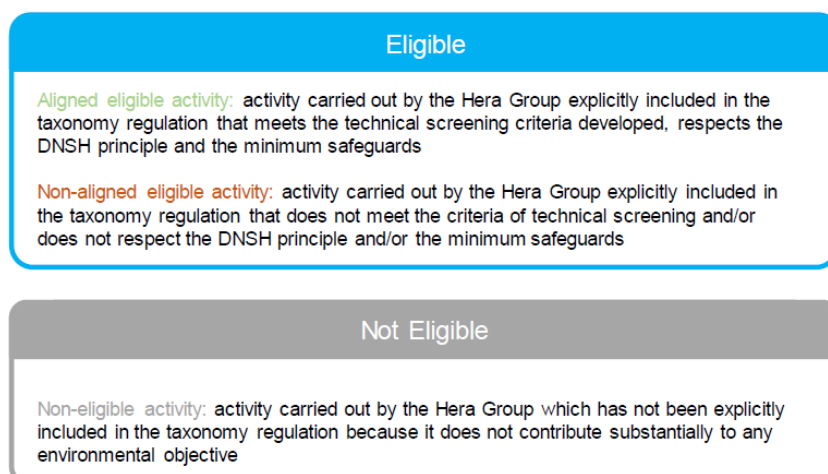 Eligible
Aligned eligible activity: activity carried out by the Hera Group explicitly included in the
taxonomy regulation that meets the technical screening criteria developed, respects the
DNSH principle and the minimum safeguards
Non-aligned eligible activity: activity carried out by the Hera Group explicitly included in
the taxonomy regulation that does not meet the criteria of technical screening and/or
does not respect the DNSH principle and/or the minimum safeguards
Not Eligible
Non-eligible activity: activity carried out by the Hera Group which has not been explicitly
included in the taxonomy regulation because it does not contribute substantially to any
environmental objective